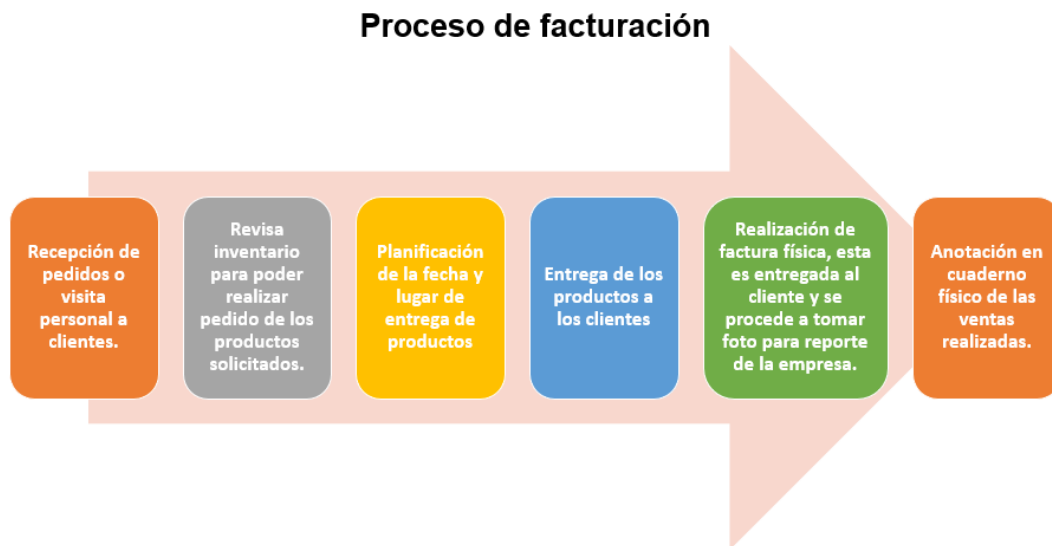 Proceso de facturación
Recepción de
pedidos o
visita
personal a
clientes.
Revisa
inventario
para poder
realizar
pedido de los
productos
solicitados.
Planificación
de la fecha y
lugar de
entrega de
productos
Entrega de los
productos a
los clientes
Realización de
factura física, esta
es entregada al
cliente y se
procede a tomar
foto para reporte
de la empresa.
Anotación en
cuaderno
físico de las
ventas
realizadas.